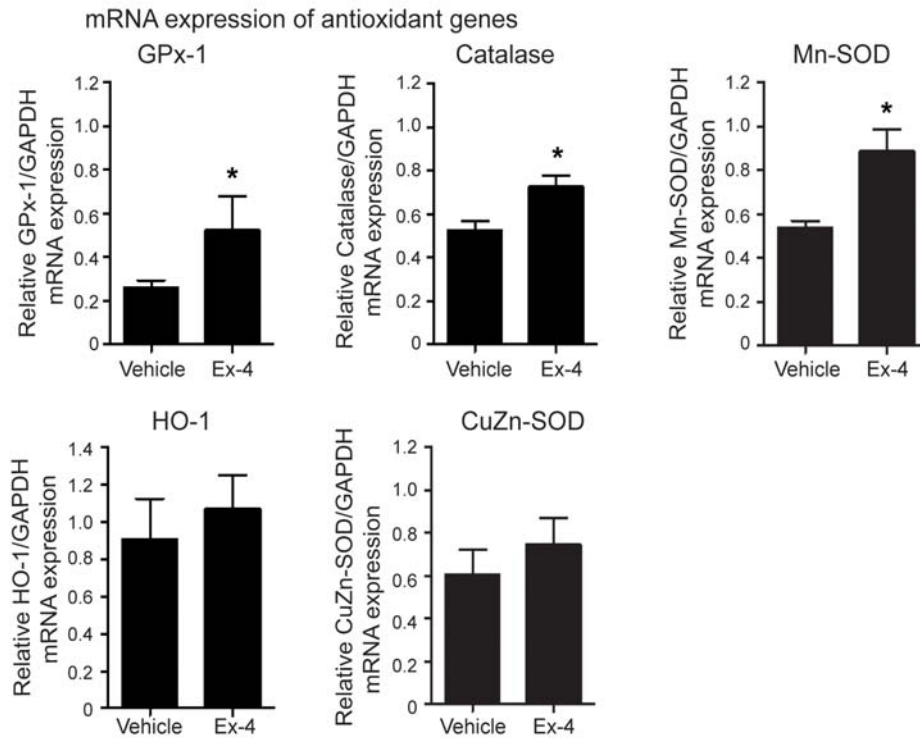 mRNA expression of antioxidant genes
GPx-1
Relative GPx-1/GAPDH
mRNA expression
1.2
1.0
0.8
0.6
0.4
0.2
0
*
Vehicle Ex-4
Catalase
Relative Catalase/GAPDH
mRNA expression
1.2
1.0
0.8
0.6
0.4
0.2
0
*
Vehicle Ex-4
Mn-SOD
Relative Mn-SOD/GAPDH
mRNA expression
1.2
1.0
0.8
0.6
0.4
0.2
0
*
Vehicle Ex-4
HO-1
Relative HO-1/GAPDH
mRNA expression
1.4
1.2
1.0
0.8
0.6
0.4
0.2
0
Vehicle Ex-4
CuZn-SOD
Relative CuZn-SOD/GAPDH
mRNA expression
1.2
1.0
0.8
0.6
0.4
0.2
0
Vehicle Ex-4